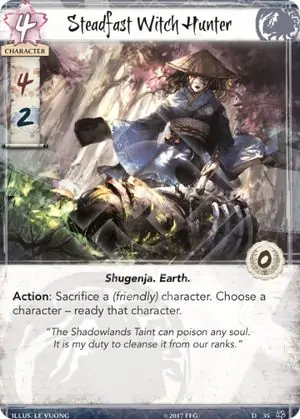 4
Steadfast Witch Hunter
CHARACTER
4
2
0
Shugenja. Earth.
Action: Sacrifice a (friendly) character. Choose a
character – ready that character.
“The Shadowlands Taint can poison any soul.
It is my duty to cleanse it from our ranks.”
ILLUS. LE VUONG ©2017 FFG D 35